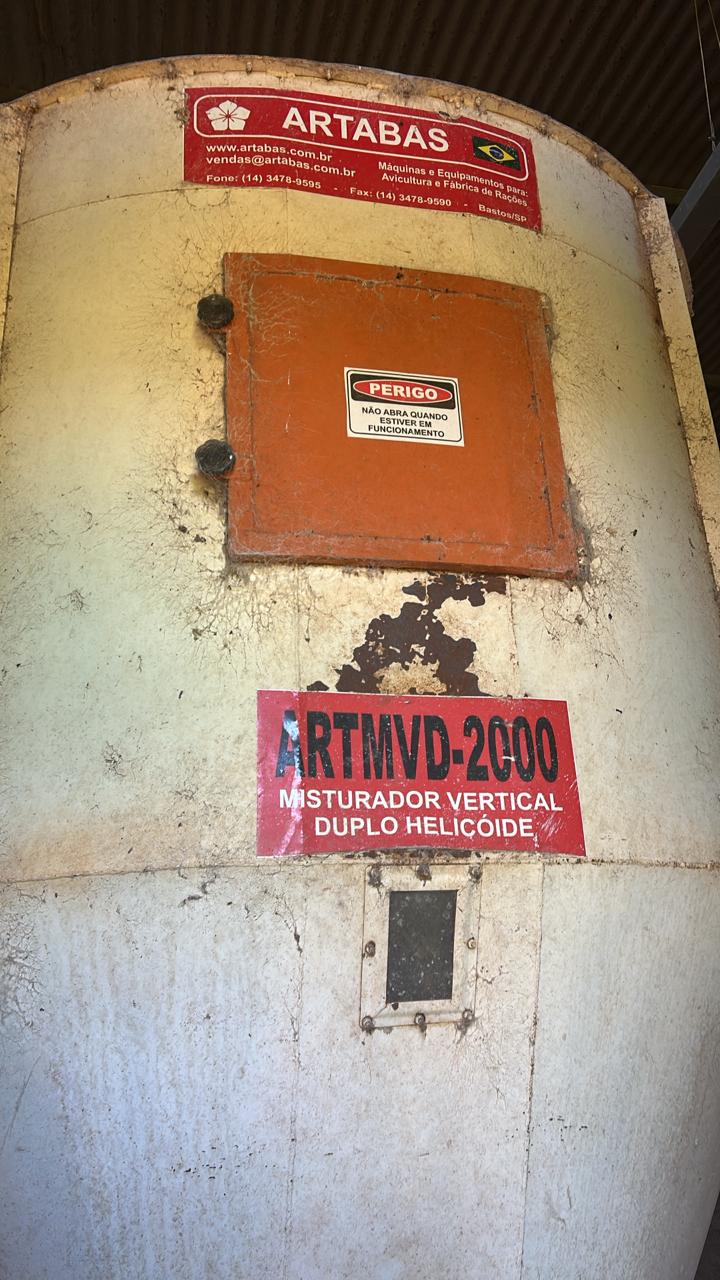 ARTABAS
www.artabas.com.br
vendas@artabas.com.br
Fone: (14) 3478-9595
Máquinas e Equipamentos para:
Avicultura e Fábrica de Rações
Fax: (14) 3478-9590
Bastos/SP
PERIGO
NÃO ABRA QUANDO
ESTIVER EM
FUNCIONAMENTO
ARTMVD-2000
MISTURADOR VERTICAL
DUPLO HELICÓIDE